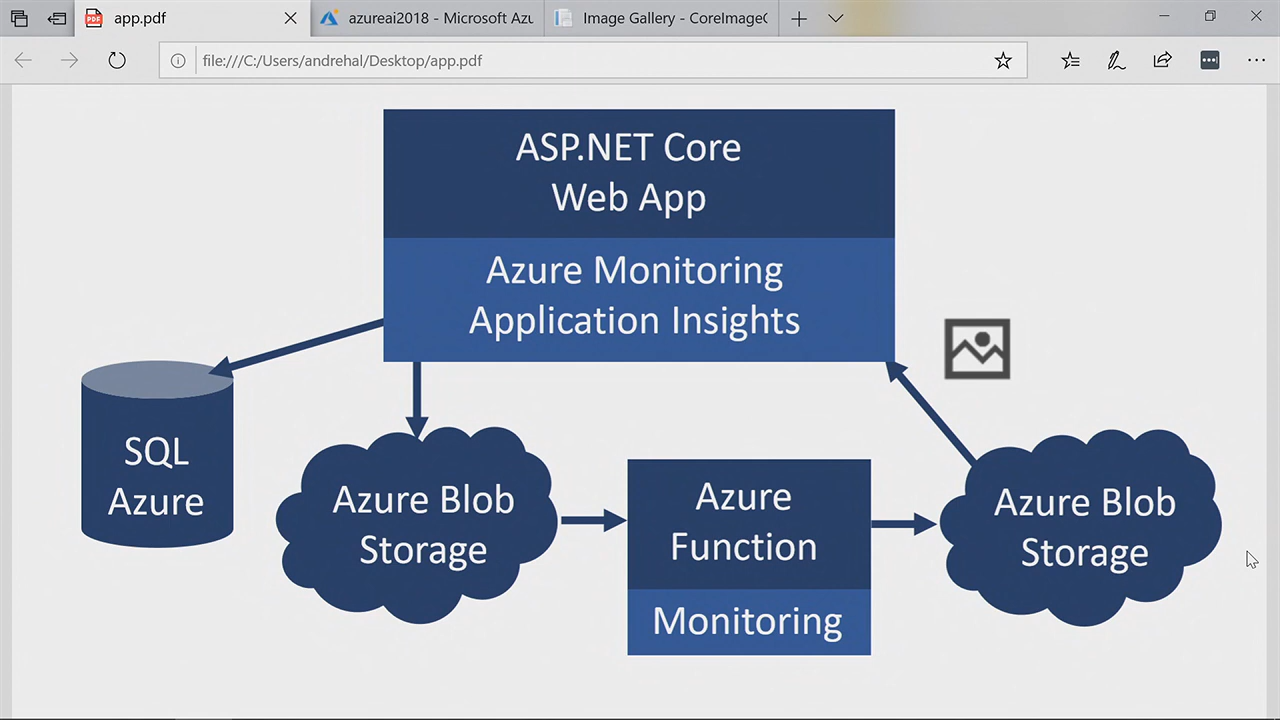 app.pdf
azureai2018 - Microsoft Azu
Image Gallery - CoreImageG
file:///C:/Users/andrehal/Desktop/app.pdf
ASP.NET Core
Web App
Azure Monitoring
Application Insights
SQL
Azure
Azure Blob
Storage
Azure
Function
Monitoring
Azure Blob
Storage